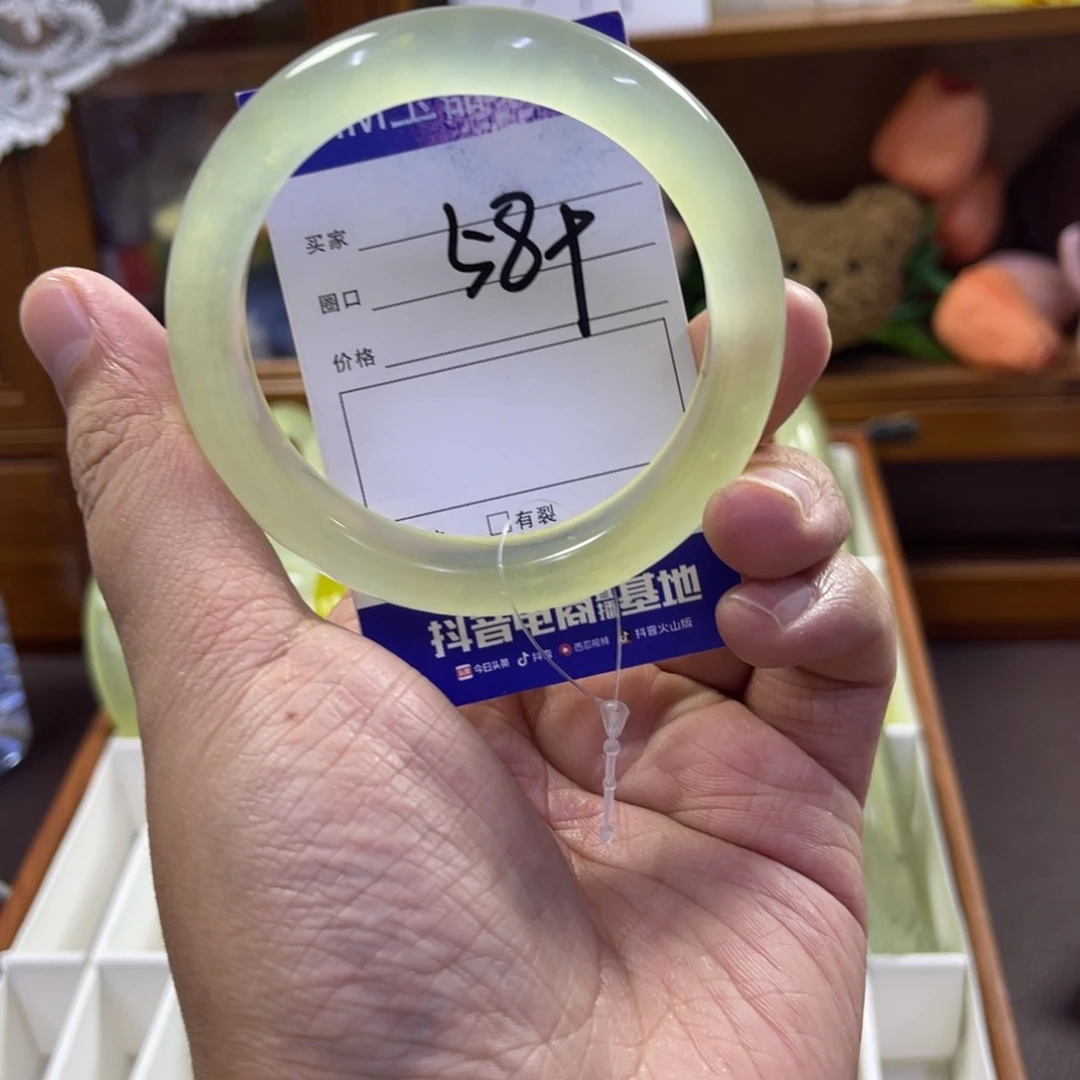 买家
58+
圈口
价格
有裂
抖音电商直播基地
今日头条 抖音 西瓜视频 抖音火山版